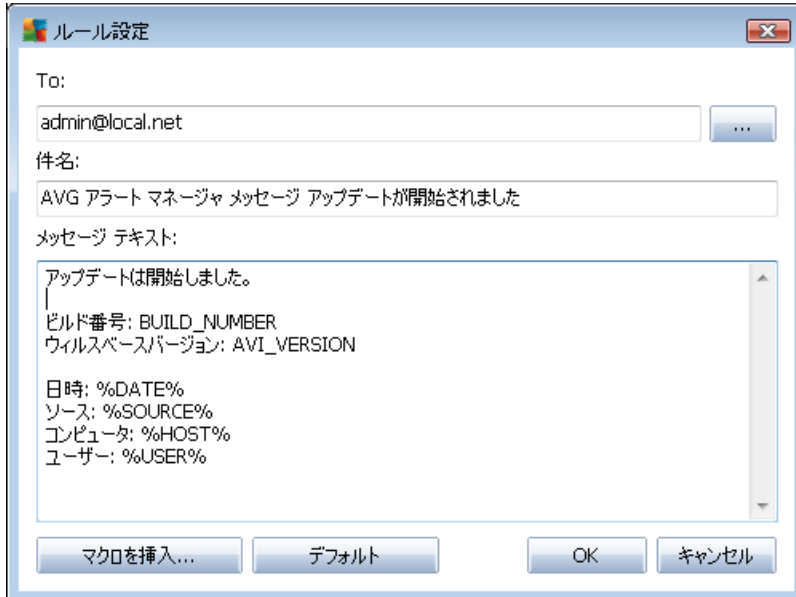 ルール設定
To:
admin@local.net
...
件名:
AVG アラート マネージャ メッセージ アップデートが開始されました
メッセージ テキスト:
アップデートは開始しました。
ビルド番号: BUILD_NUMBER
ウィルスベースバージョン: AVI_VERSION
日時: %DATE%
ソース: %SOURCE%
コンピュータ: %HOST%
ユーザー: %USER%
マクロを挿入... デフォルト OK キャンセル